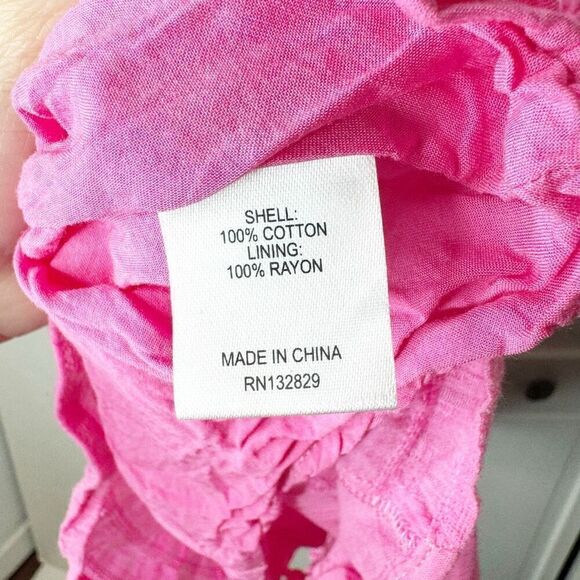 SHELL:
100% COTTON
LINING:
100% RAYON
MADE IN CHINA
RN132829